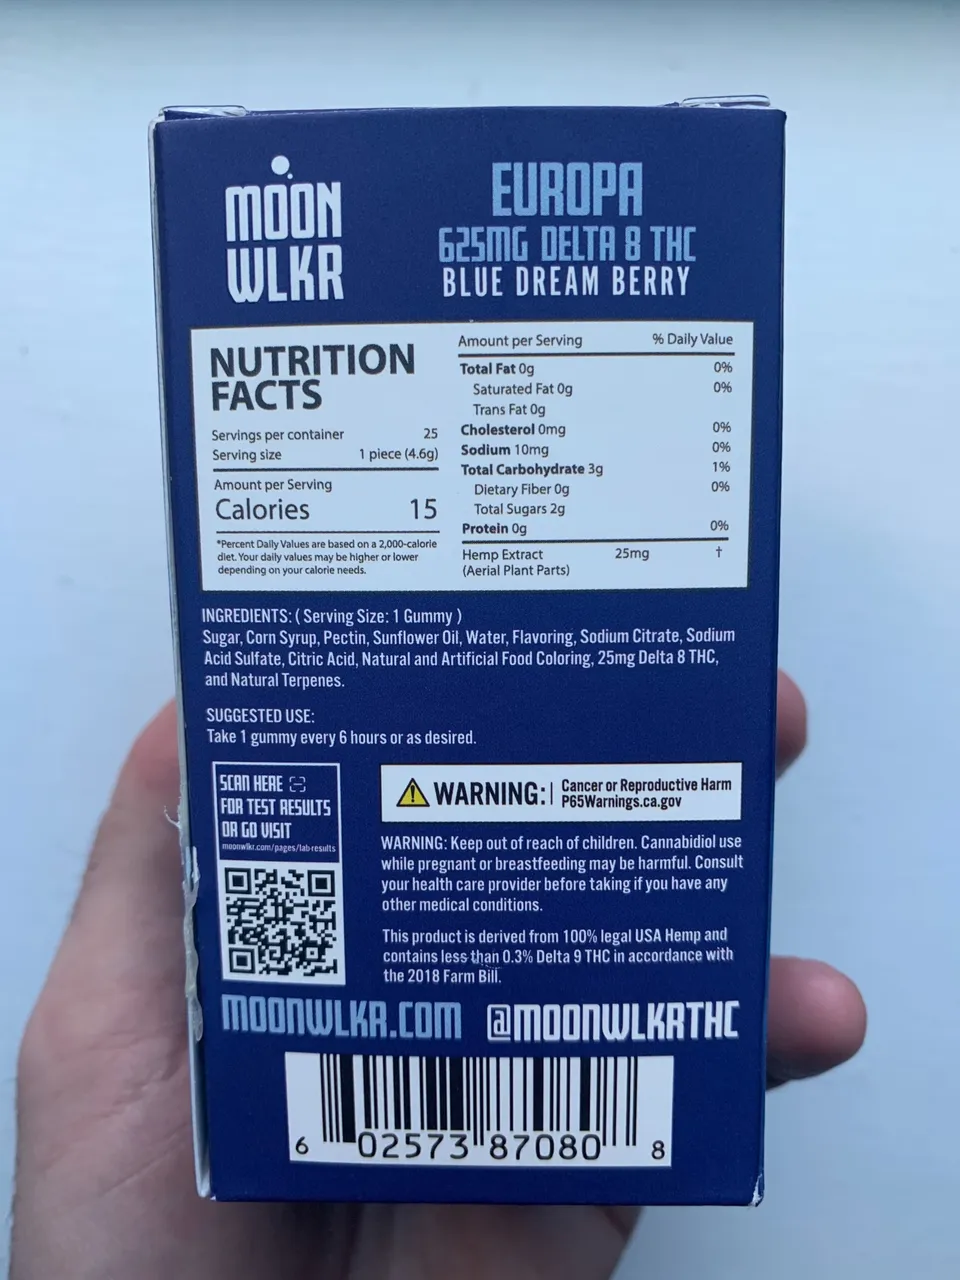 MOON
WLKR
EUROPA
625MG DELTA 8 THC
BLUE DREAM BERRY
NUTRITION
FACTS
Servings per container 25
Serving size 1 piece (4.6g)
Amount per Serving
Calories 15
*Percent Daily Values are based on a 2,000-calorie
diet. Your daily values may be higher or lower
depending on your calorie needs.
Amount per Serving % Daily Value
Total Fat 0g 0%
Saturated Fat 0g 0%
Trans Fat 0g
Cholesterol 0mg 0%
Sodium 10mg 0%
Total Carbohydrate 3g 1%
Dietary Fiber 0g 0%
Total Sugars 2g
Protein 0g 0%
Hemp Extract 25mg †
(Aerial Plant Parts)
INGREDIENTS: ( Serving Size: 1 Gummy )
Sugar, Corn Syrup, Pectin, Sunflower Oil, Water, Flavoring, Sodium Citrate, Sodium
Acid Sulfate, Citric Acid, Natural and Artificial Food Coloring, 25mg Delta 8 THC,
and Natural Terpenes.
SUGGESTED USE:
Take 1 gummy every 6 hours or as desired.
SCAN HERE
FOR TEST RESULTS
OR GO VISIT
moonwlkr.com/pages/lab-results
WARNING: Cancer or Reproductive Harm
P65Warnings.ca.gov
WARNING: Keep out of reach of children. Cannabidiol use
while pregnant or breastfeeding may be harmful. Consult
your health care provider before taking if you have any
other medical conditions.
This product is derived from 100% legal USA Hemp and
contains less than 0.3% Delta 9 THC in accordance with
the 2018 Farm Bill.
MOONWLKR.COM @MOONWLKRTHC
6 02573 87080 8